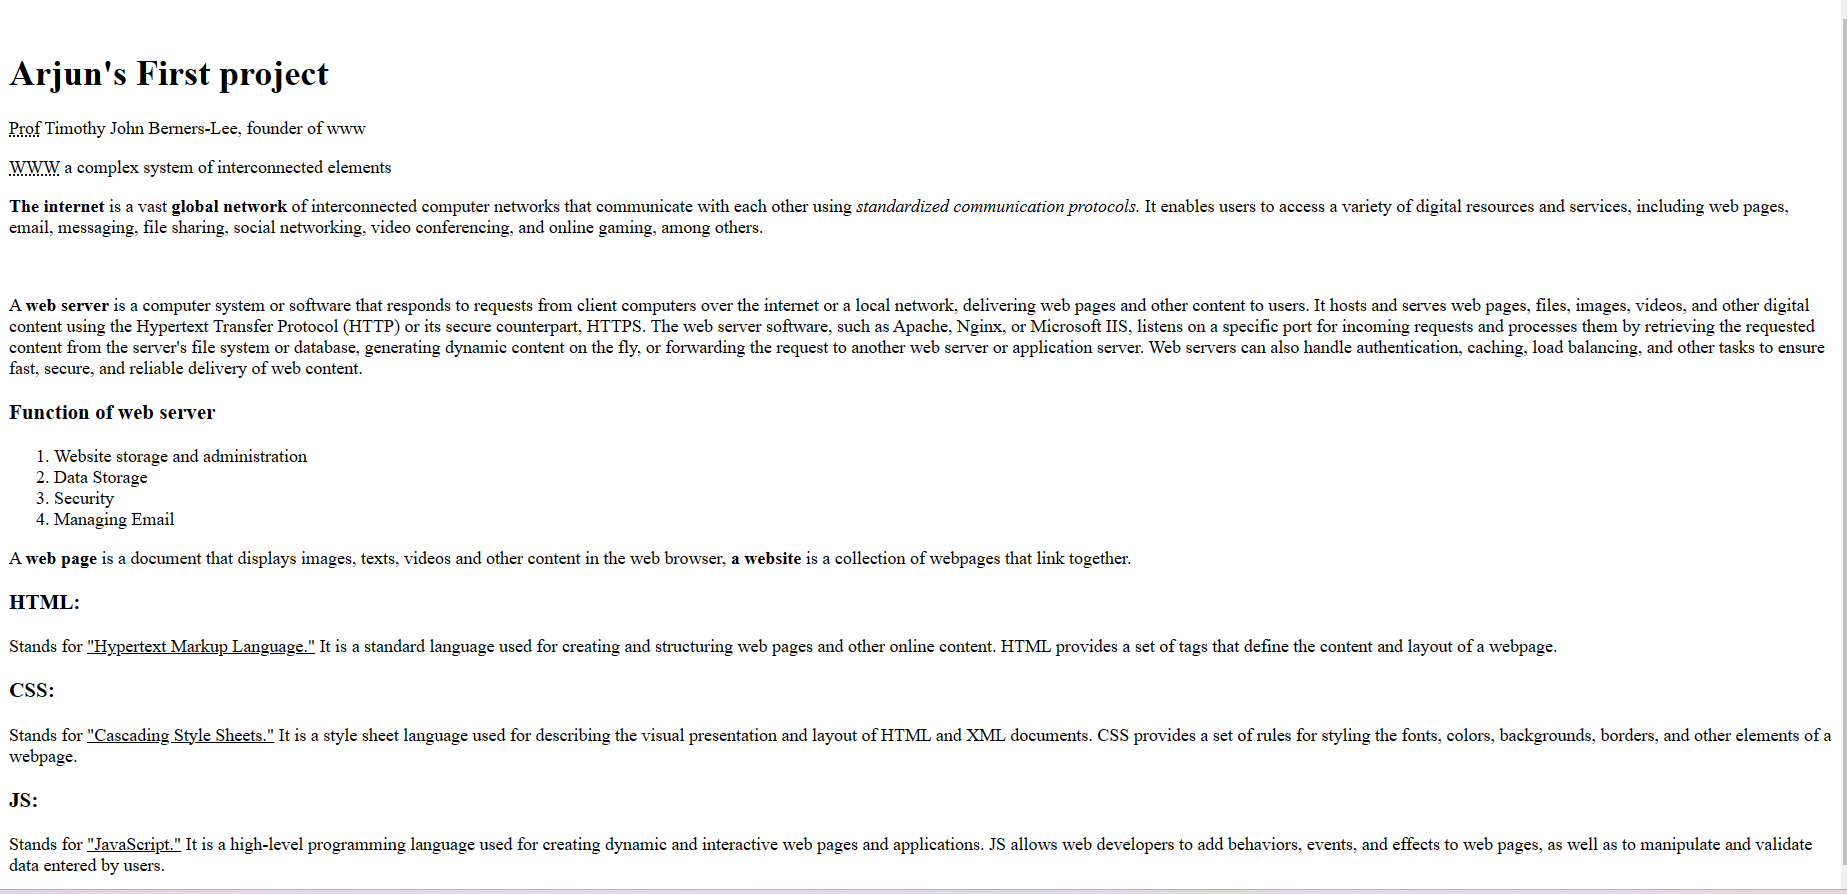 Arjun's First project
Prof Timothy John Berners-Lee, founder of www
WWW a complex system of interconnected elements
The internet is a vast global network of interconnected computer networks that communicate with each other using standardized communication protocols. It enables users to access a variety of digital resources and services, including web pages,
email, messaging, file sharing, social networking, video conferencing, and online gaming, among others.
A web server is a computer system or software that responds to requests from client computers over the internet or a local network, delivering web pages and other content to users. It hosts and serves web pages, files, images, videos, and other digital
content using the Hypertext Transfer Protocol (HTTP) or its secure counterpart, HTTPS. The web server software, such as Apache, Nginx, or Microsoft IIS, listens on a specific port for incoming requests and processes them by retrieving the requested
content from the server's file system or database, generating dynamic content on the fly, or forwarding the request to another web server or application server. Web servers can also handle authentication, caching, load balancing, and other tasks to ensure
fast, secure, and reliable delivery of web content.
Function of web server
1. Website storage and administration
2. Data Storage
3. Security
4. Managing Email
A web page is a document that displays images, texts, videos and other content in the web browser, a website is a collection of webpages that link together.
HTML:
Stands for "Hypertext Markup Language." It is a standard language used for creating and structuring web pages and other online content. HTML provides a set of tags that define the content and layout of a webpage.
CSS:
Stands for "Cascading Style Sheets." It is a style sheet language used for describing the visual presentation and layout of HTML and XML documents. CSS provides a set of rules for styling the fonts, colors, backgrounds, borders, and other elements of a
webpage.
JS:
Stands for "JavaScript." It is a high-level programming language used for creating dynamic and interactive web pages and applications. JS allows web developers to add behaviors, events, and effects to web pages, as well as to manipulate and validate
data entered by users.